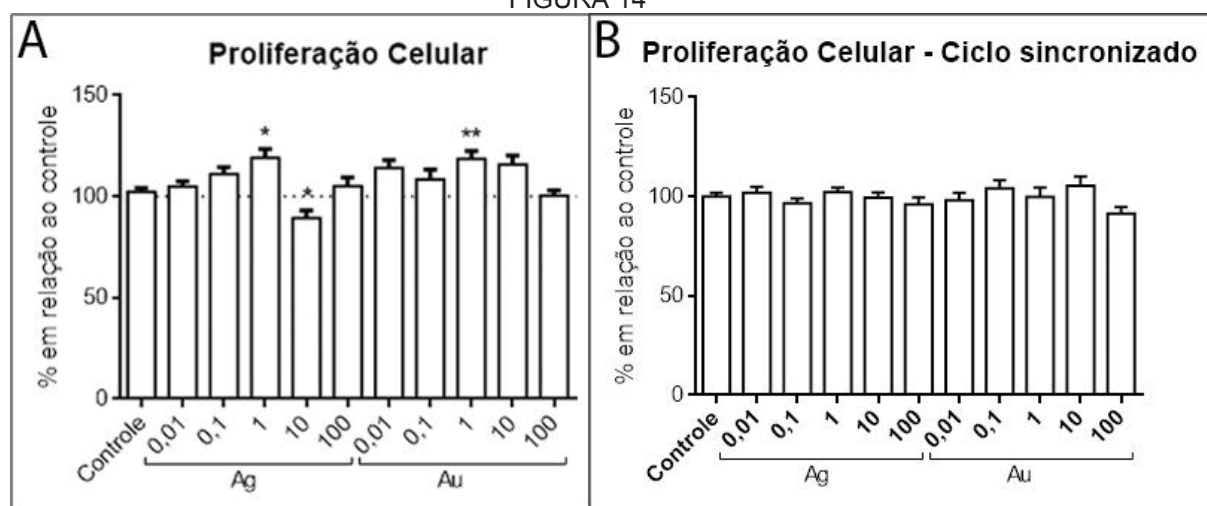 FIGURA 14
A
Proliferação Celular
% em relação ao controle
150
100
50
0
* * **
Controle 0,01 0,1 1 10 100 0,01 0,1 1 10 100
Ag Au
B
Proliferação Celular - Ciclo sincronizado
% em relação ao controle
150
100
50
0
Controle 0,01 0,1 1 10 100 0,01 0,1 1 10 100
Ag Au